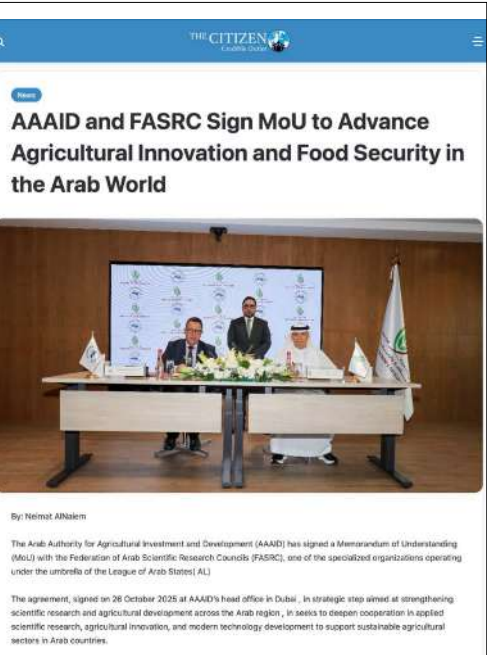 THE CITIZEN
News
AAAID and FASRC Sign MoU to Advance
Agricultural Innovation and Food Security in
the Arab World
By: Neimat AlNaiem
The Arab Authority for Agricultural Investment and Development (AAAID) has signed a Memorandum of Understanding
(MoU) with the Federation of Arab Scientific Research Councils (FASRC), one of the specialized organizations operating
under the umbrella of the League of Arab States( AL)
The agreement, signed on 26 October 2025 at AAAID's head office in Dubai , in strategic step aimed at strengthening
scientific research and agricultural development across the Arab region , in seeks to deepen cooperation in applied
scientific research, agricultural innovation, and modern technology development to support sustainable agricultural
sectors in Arab countries.